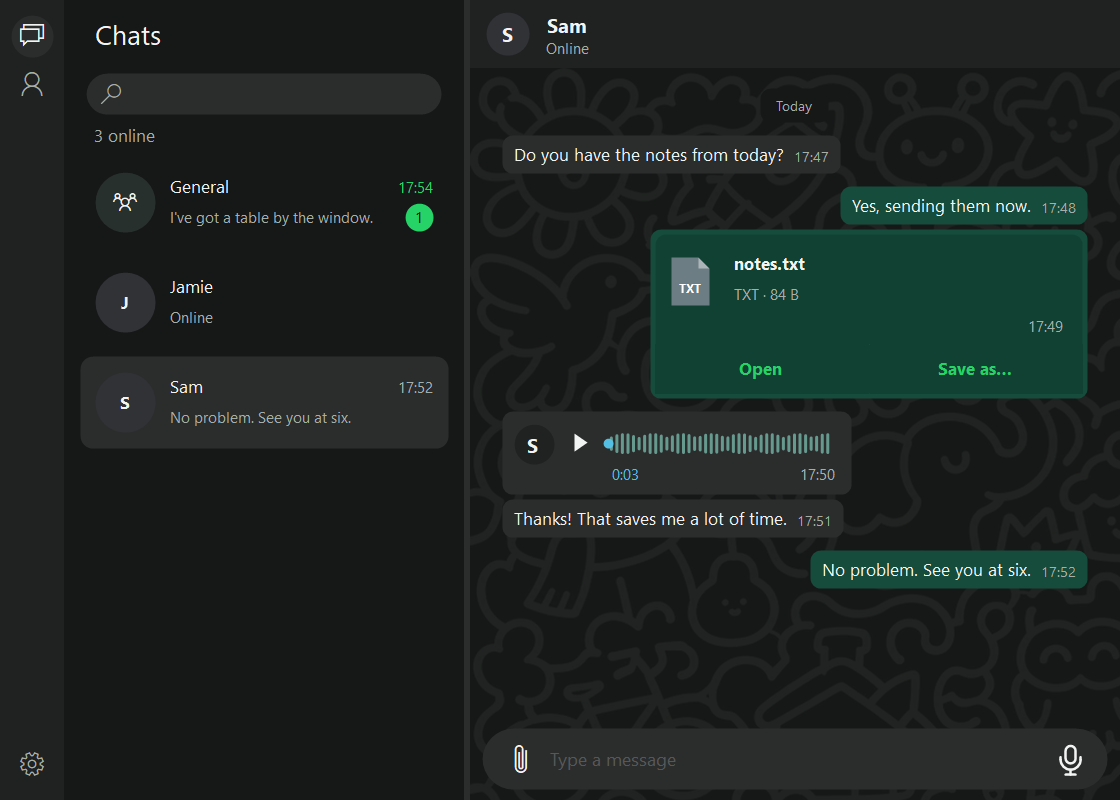 Chats
3 online
General 17:54
I've got a table by the window. 1
J Jamie
Online
S Sam 17:52
No problem. See you at six.
S Sam
Online
Today
Do you have the notes from today? 17:47
Yes, sending them now. 17:48
notes.txt
TXT TXT · 84 B
17:49
Open Save as...
S
0:03 17:50
Thanks! That saves me a lot of time. 17:51
No problem. See you at six. 17:52
Type a message